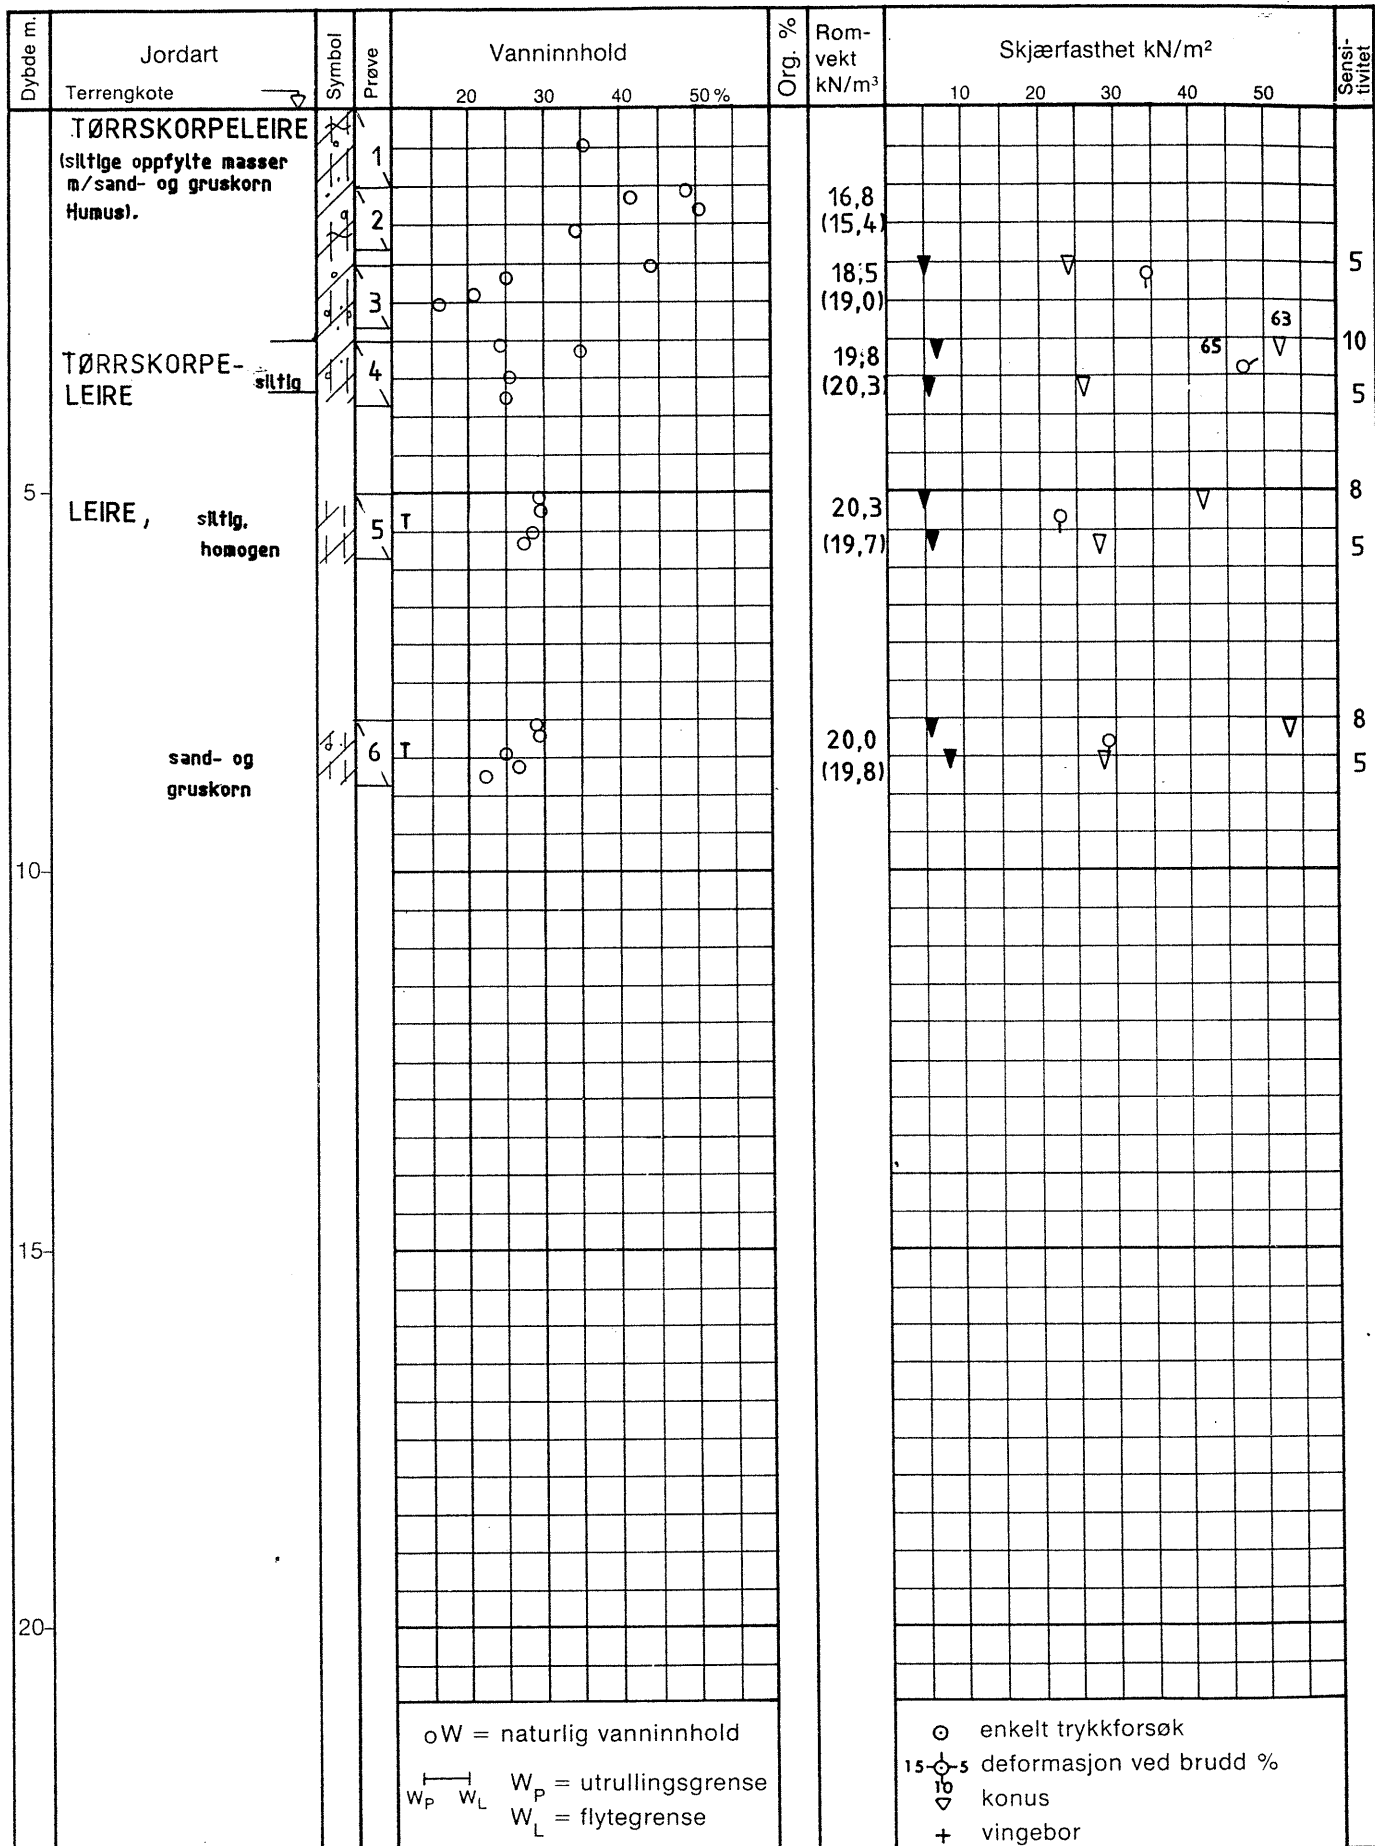 Dybde m.
Jordart
Terrengkote
Symbol
Prøve
Vanninnhold
20 30 40 50 %
Org. %
Rom-
vekt
kN/m³
Skjærfasthet kN/m²
10 20 30 40 50
Sensi-
tivitet
TØRRSKORPELEIRE
(siltige oppfylte masser
m/sand- og gruskorn
Humus).
1
2
16,8
(15,4)
3
18,5
(19,0)
5
TØRRSKORPE-
LEIRE
siltig
4
19,8
(20,3)
63
65
10
5
5
LEIRE,
siltig,
homogen
5
T
20,3
(19,7)
8
5
sand- og
gruskorn
6
T
20,0
(19,8)
8
5
10
15
20
o W = naturlig vanninnhold
W_P W_L
W_P = utrullingsgrense
W_L = flytegrense
enkelt trykkforsøk
15 5 deformasjon ved brudd %
10
konus
+ vingebor